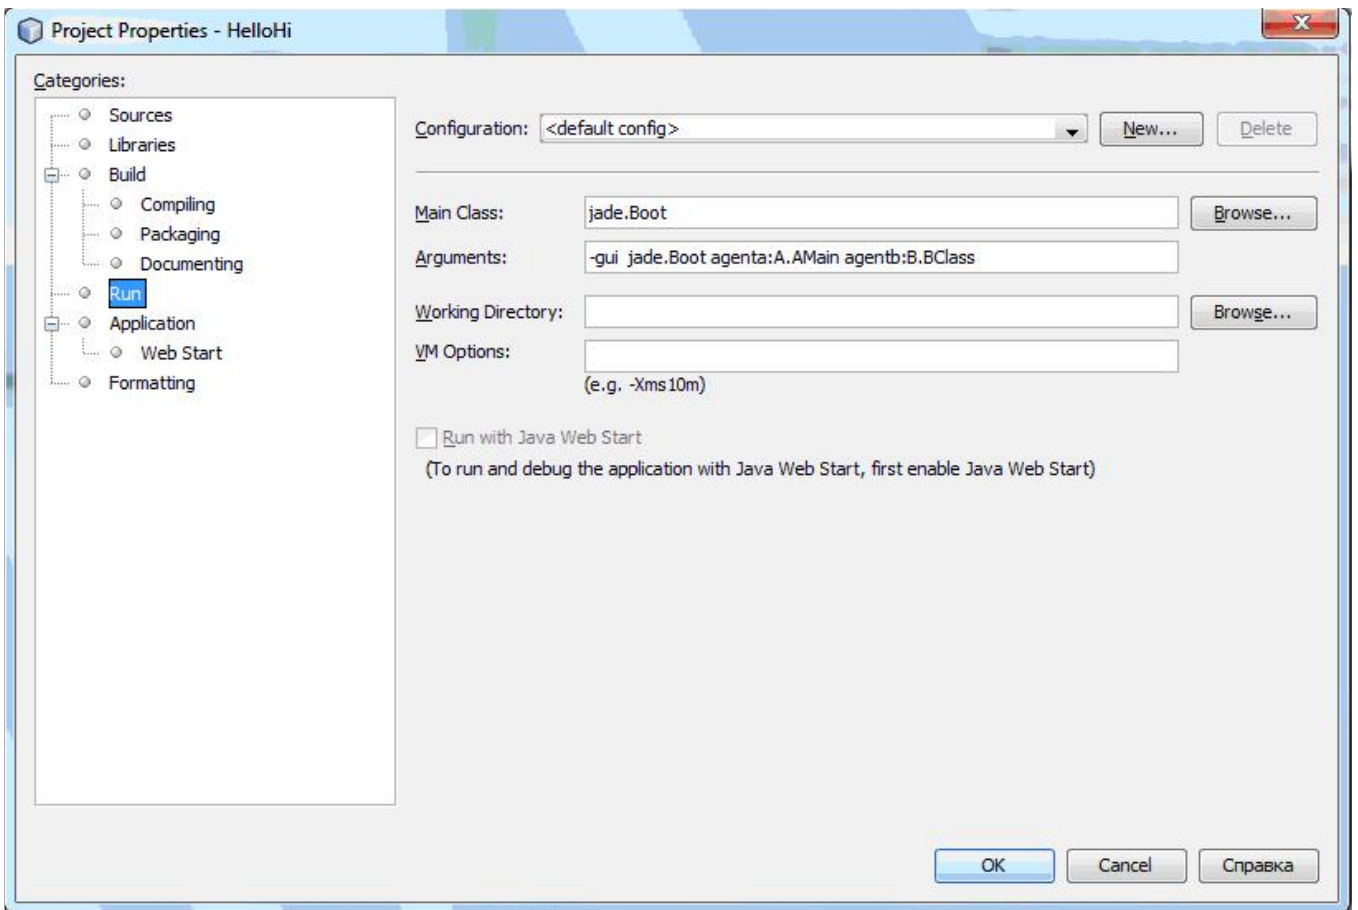 Project Properties - HelloHi
Categories:
Sources
Libraries
Build
Compiling
Packaging
Documenting
Run
Application
Web Start
Formatting
Configuration: <default config> New... Delete
Main Class: jade.Boot Browse...
Arguments: -gui jade.Boot agenta:A.AMain agentb:B.BClass
Working Directory: Browse...
VM Options:
(e.g. -Xms10m)
Run with Java Web Start
(To run and debug the application with Java Web Start, first enable Java Web Start)
OK Cancel Справка